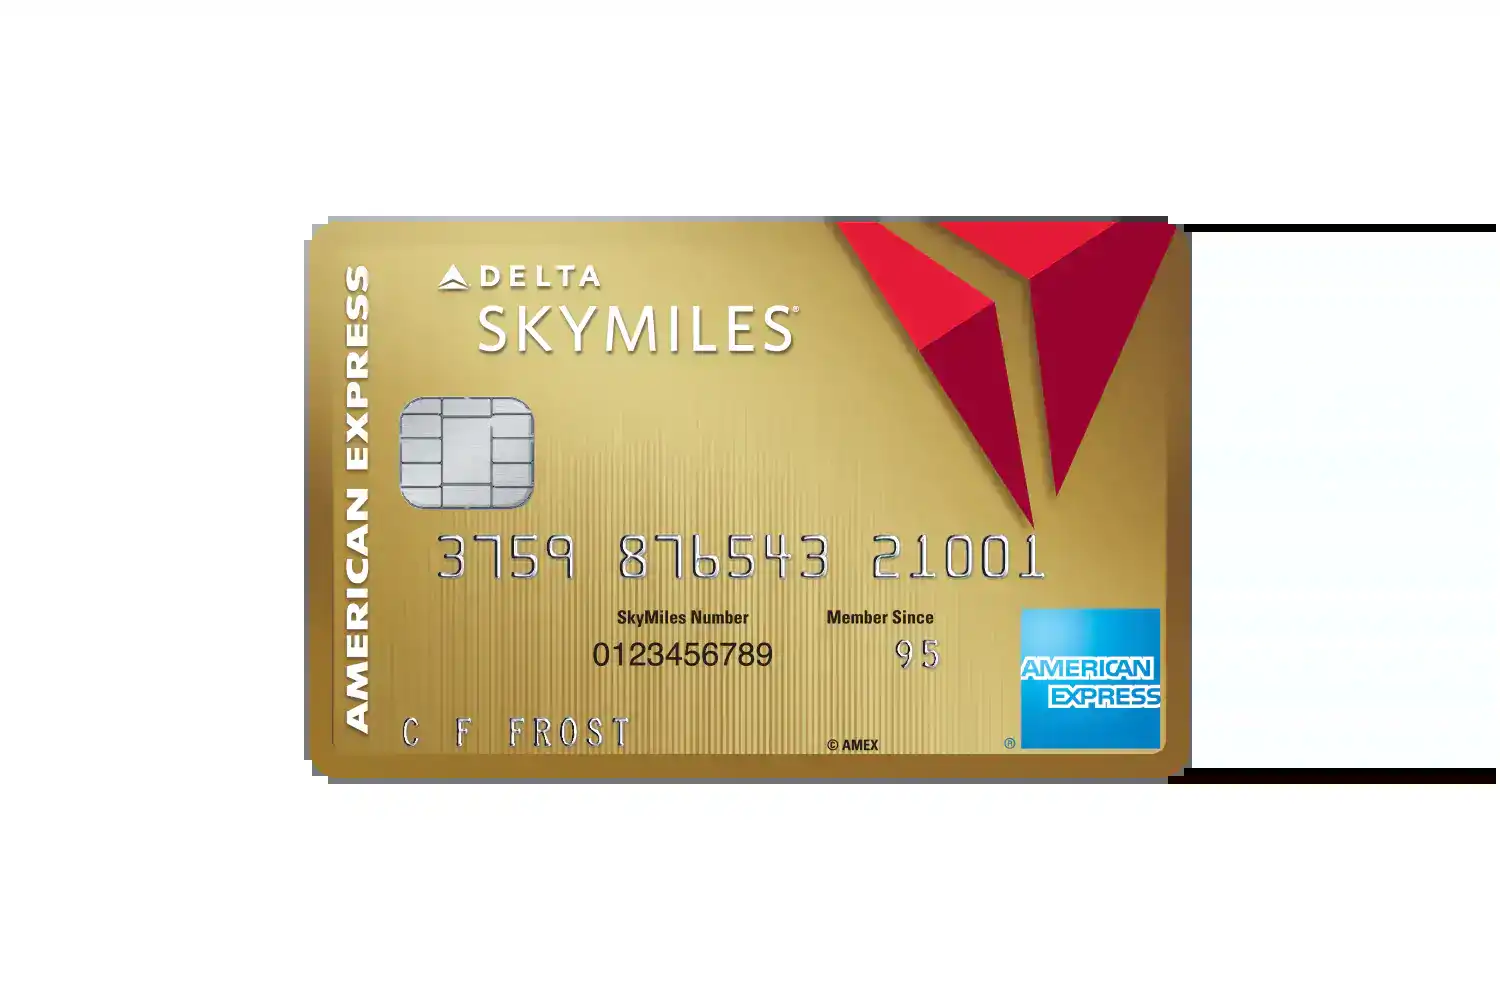 AMERICAN EXPRESS
DELTA
SKYMILES®
3759 876543 21001
SkyMiles Number
Member Since
0123456789
95
AMERICAN
EXPRESS
®
C F FROST
© AMEX